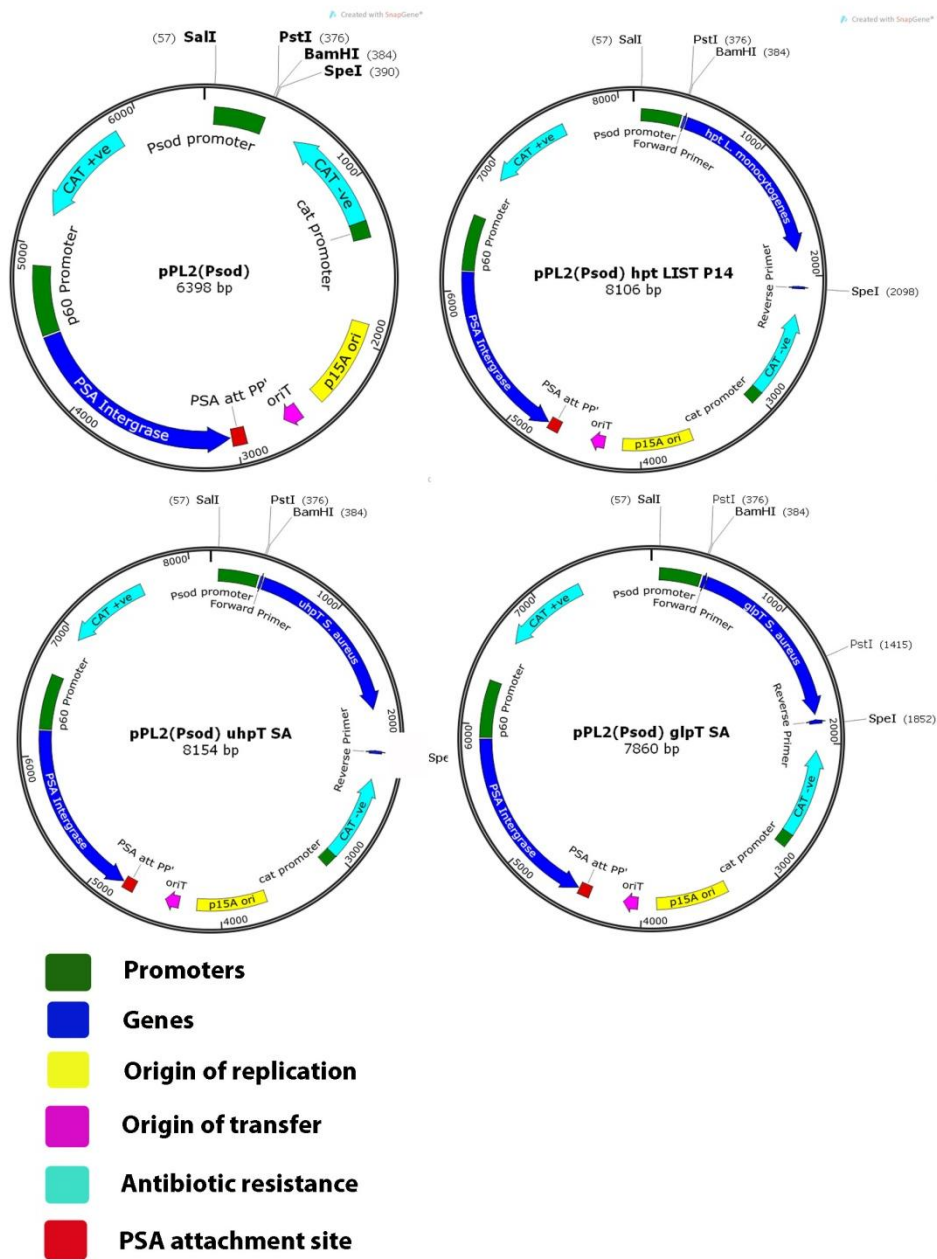 Created with SnapGene®
(57) SalI
PstI (376)
BamHI (384)
SpeI (390)
6000
1000
5000
2000
4000
3000
Psod promoter
CAT +ve
CAT -ve
cat promoter
p60 Promoter
pPL2(Psod)
6398 bp
PSA Intergrase
PSA att PP'
oriT
p15A ori
Created with SnapGene®
(57) SalI
PstI (376)
BamHI (384)
8000
1000
7000
2000
6000
3000
5000
4000
Psod promoter
Forward Primer
hpt L. monocytogenes
CAT +ve
p60 Promoter
pPL2(Psod) hpt LIST P14
8106 bp
Reverse Primer
SpeI (2098)
CAT -ve
cat promoter
PSA Intergrase
PSA att PP'
oriT
p15A ori
(57) SalI
PstI (376)
BamHI (384)
8000
1000
7000
2000
6000
3000
5000
4000
Psod promoter
Forward Primer
uhpT S. aureus
CAT +ve
p60 Promoter
pPL2(Psod) uhpT SA
8154 bp
Reverse Primer
Spe
CAT -ve
cat promoter
PSA Intergrase
PSA att PP'
oriT
p15A ori
(57) SalI
PstI (376)
BamHI (384)
1000
7000
2000
6000
3000
5000
4000
Psod promoter
Forward Primer
glpT S. aureus
CAT +ve
PstI (1415)
p60 Promoter
pPL2(Psod) glpT SA
7860 bp
Reverse Primer
SpeI (1852)
CAT -ve
cat promoter
PSA Intergrase
PSA att PP'
oriT
p15A ori
Promoters
Genes
Origin of replication
Origin of transfer
Antibiotic resistance
PSA attachment site